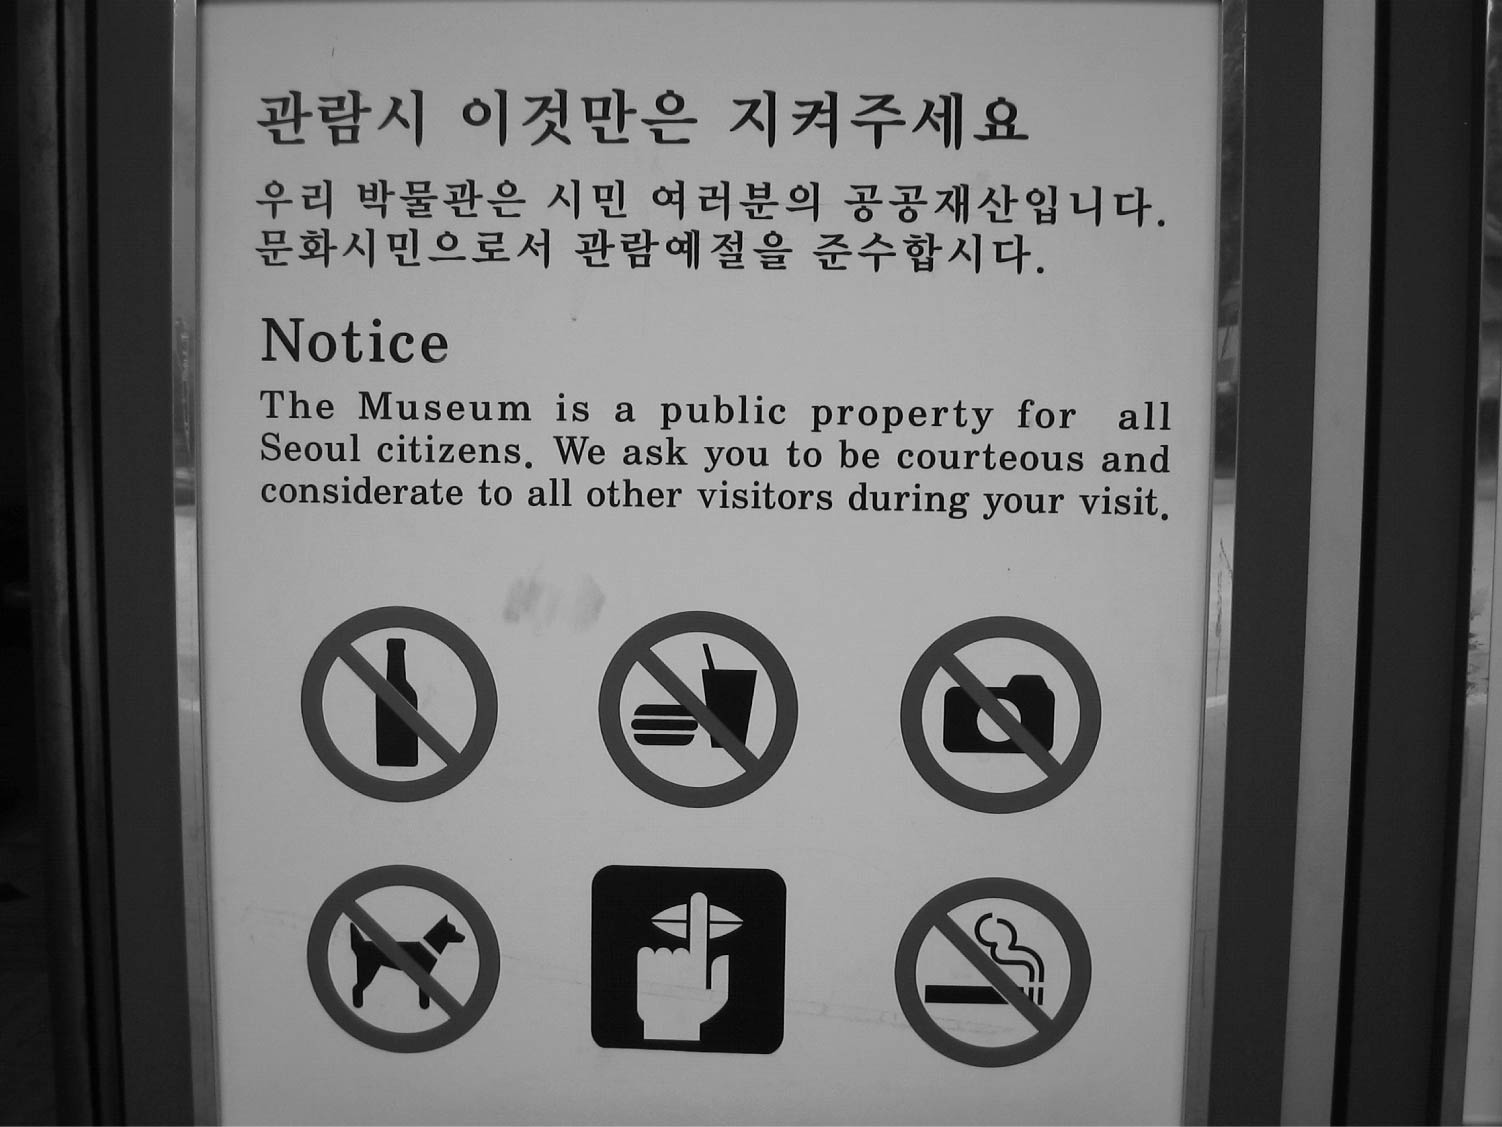 관람시 이것만은 지켜주세요
우리 박물관은 시민 여러분의 공공재산입니다.
문화시민으로서 관람예절을 준수합시다.
Notice
The Museum is a public property for all
Seoul citizens. We ask you to be courteous and
considerate to all other visitors during your visit.